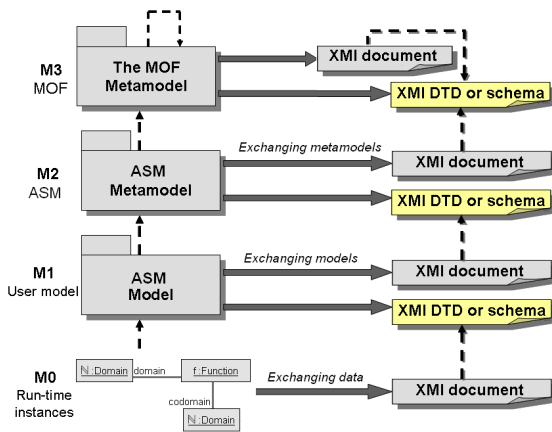 M3
MOF
The MOF
Metamodel
XMI document
XMI DTD or schema
M2
ASM
ASM
Metamodel
Exchanging metamodels
XMI document
XMI DTD or schema
M1
User model
ASM
Model
Exchanging models
XMI document
XMI DTD or schema
M0
Run-time
instances
ℕ :Domain
domain
f :Function
codomain
ℕ :Domain
Exchanging data
XMI document